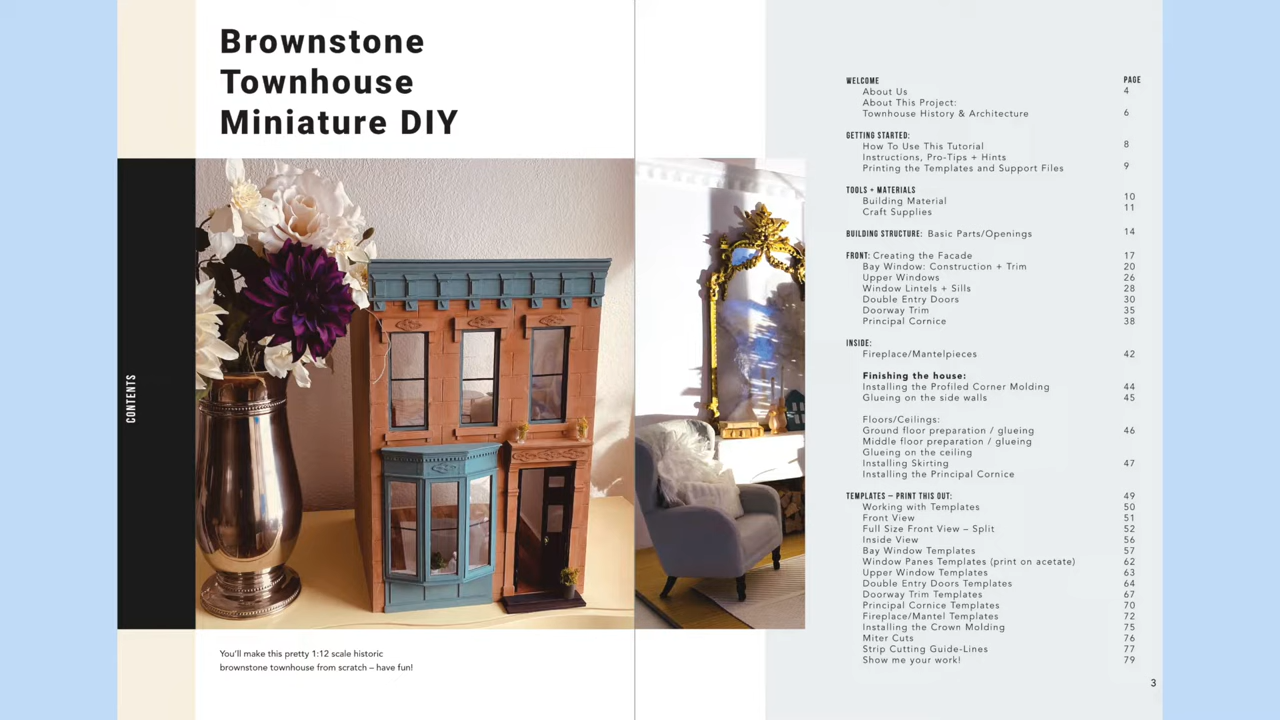 Brownstone
Townhouse
Miniature DIY
CONTENTS
You'll make this pretty 1:12 scale historic
brownstone townhouse from scratch – have fun!
WELCOME PAGE
About Us 4
About This Project:
Townhouse History & Architecture 6
GETTING STARTED:
How To Use This Tutorial 8
Instructions, Pro-Tips + Hints
Printing the Templates and Support Files 9
TOOLS + MATERIALS
Building Material 10
Craft Supplies 11
BUILDING STRUCTURE: Basic Parts/Openings 14
FRONT: Creating the Facade 17
Bay Window: Construction + Trim 20
Upper Windows 26
Window Lintels + Sills 28
Double Entry Doors 30
Doorway Trim 35
Principal Cornice 38
INSIDE:
Fireplace/Mantelpieces 42
Finishing the house:
Installing the Profiled Corner Molding 44
Glueing on the side walls 45
Floors/Ceilings:
Ground floor preparation / glueing 46
Middle floor preparation / glueing
Glueing on the ceiling
Installing Skirting 47
Installing the Principal Cornice
TEMPLATES – PRINT THIS OUT: 49
Working with Templates 50
Front View 51
Full Size Front View – Split 52
Inside View 56
Bay Window Templates 57
Window Panes Templates (print on acetate) 62
Upper Window Templates 63
Double Entry Doors Templates 64
Doorway Trim Templates 67
Principal Cornice Templates 70
Fireplace/Mantel Templates 72
Installing the Crown Molding 75
Miter Cuts 76
Strip Cutting Guide-Lines 77
Show me your work! 79
3